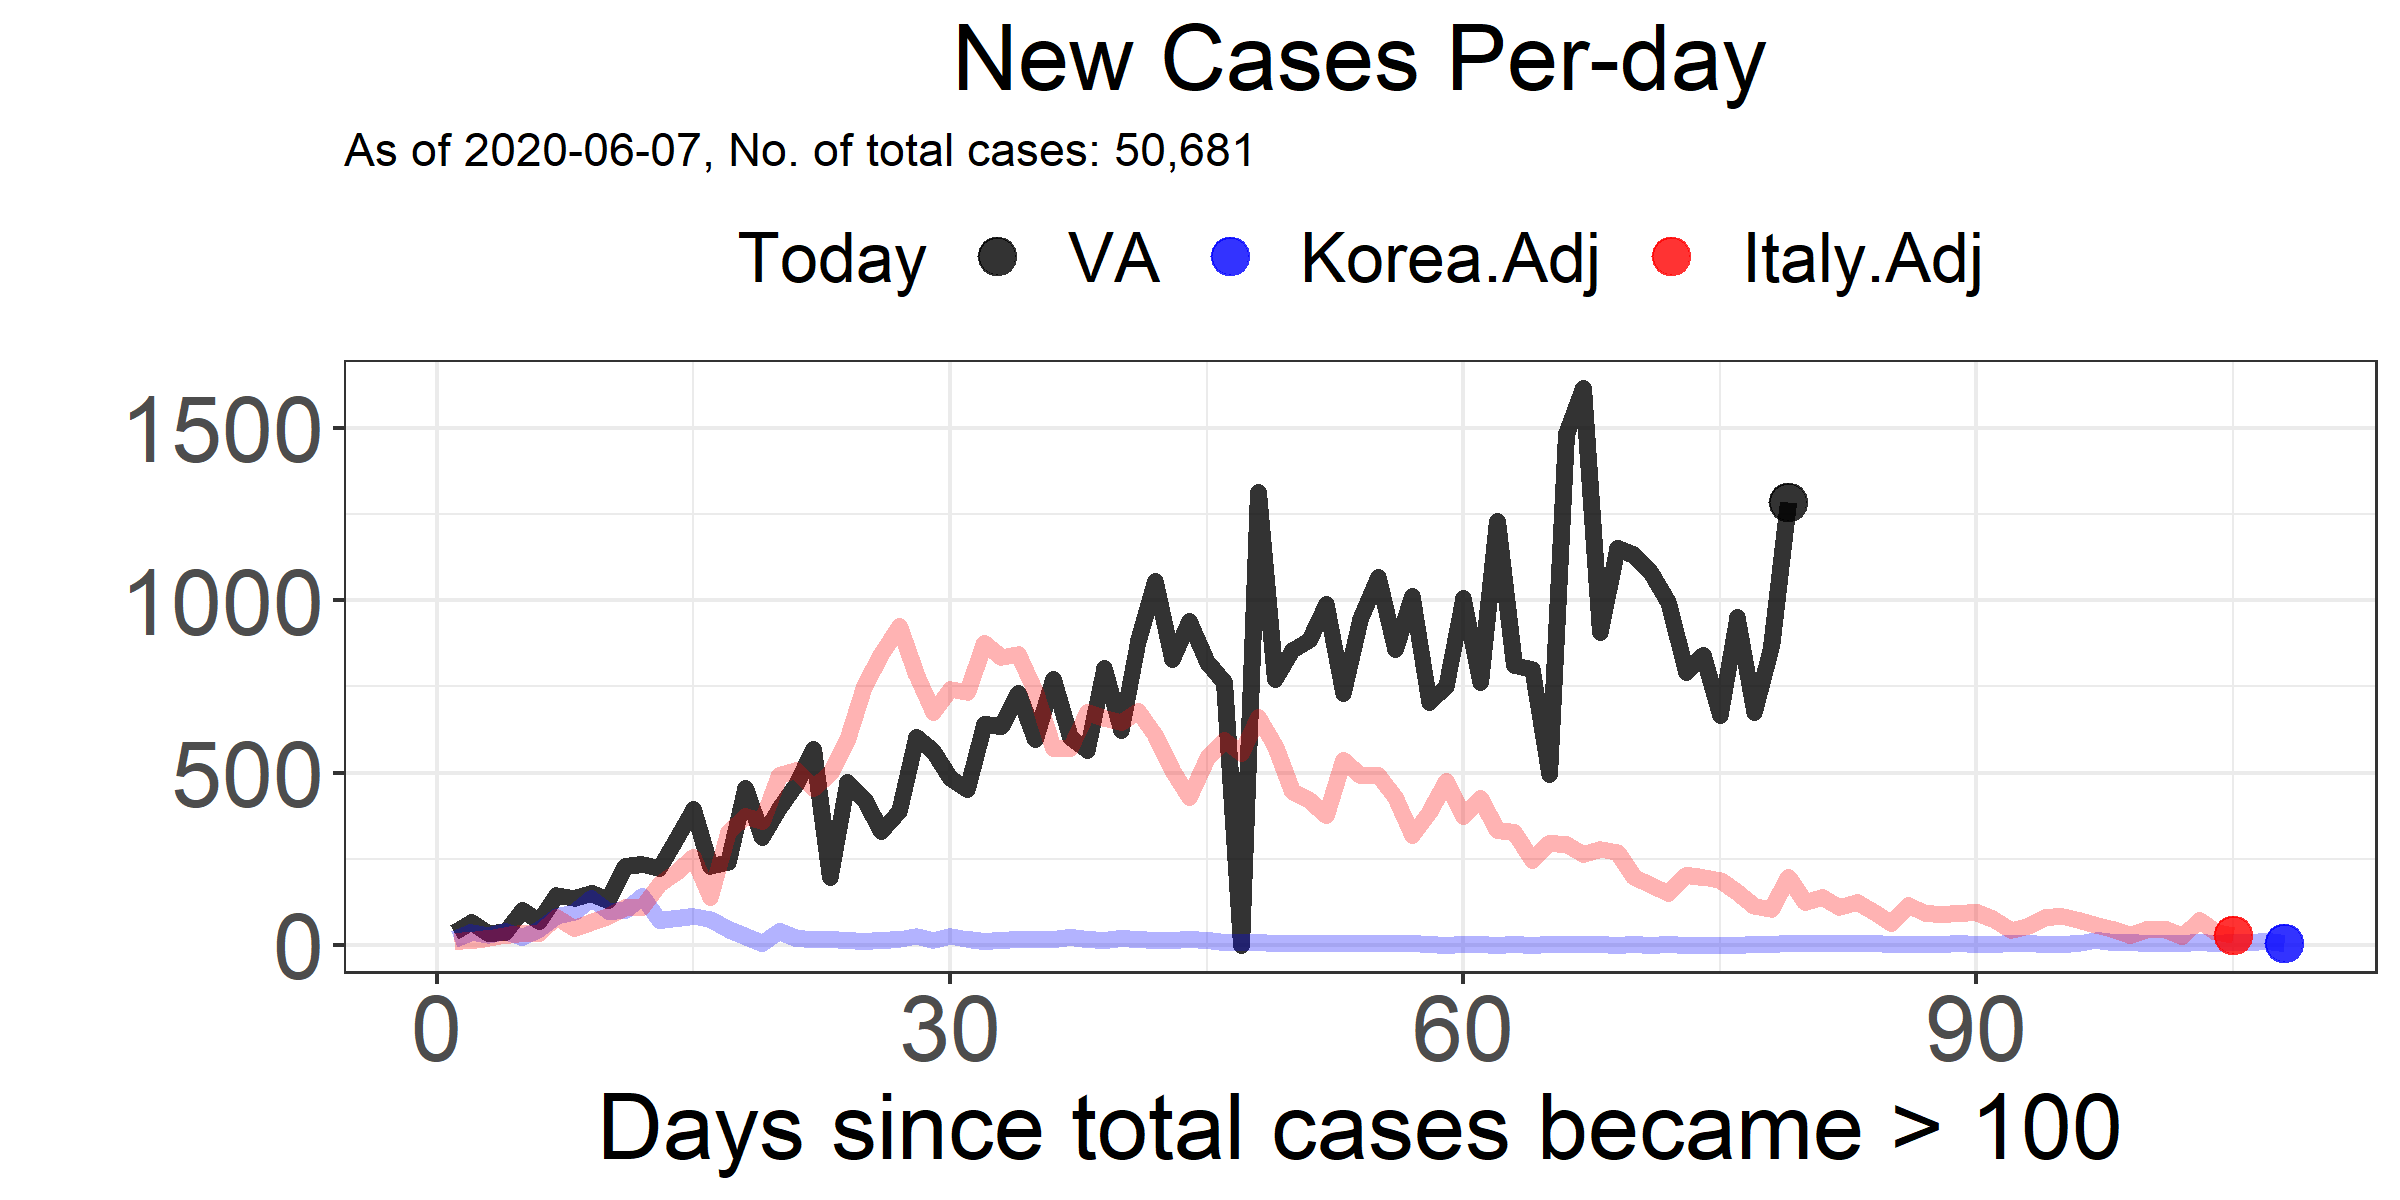 New Cases Per-day
As of 2020-06-07, No. of total cases: 50,681
Today VA Korea.Adj Italy.Adj
1500
1000
500
0
0 30 60 90
Days since total cases became > 100